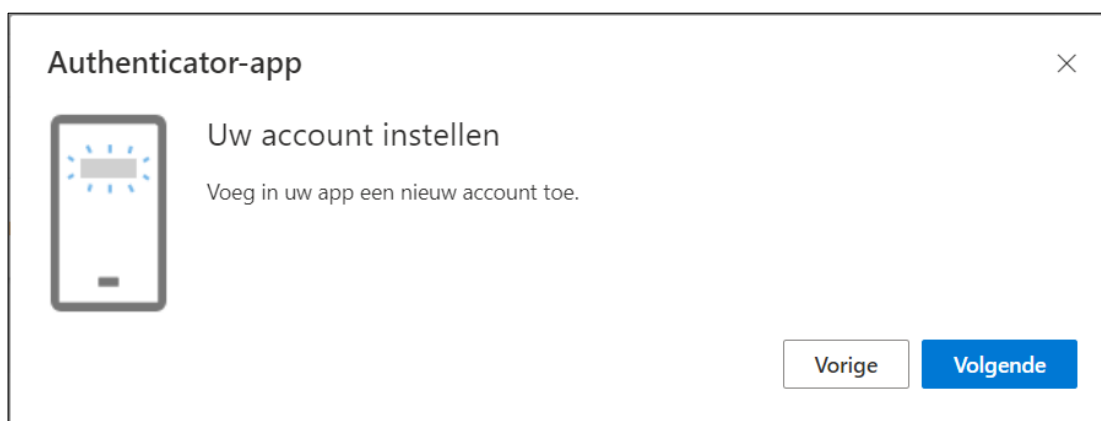 Authenticator-app
Uw account instellen
Voeg in uw app een nieuw account toe.
Vorige
Volgende